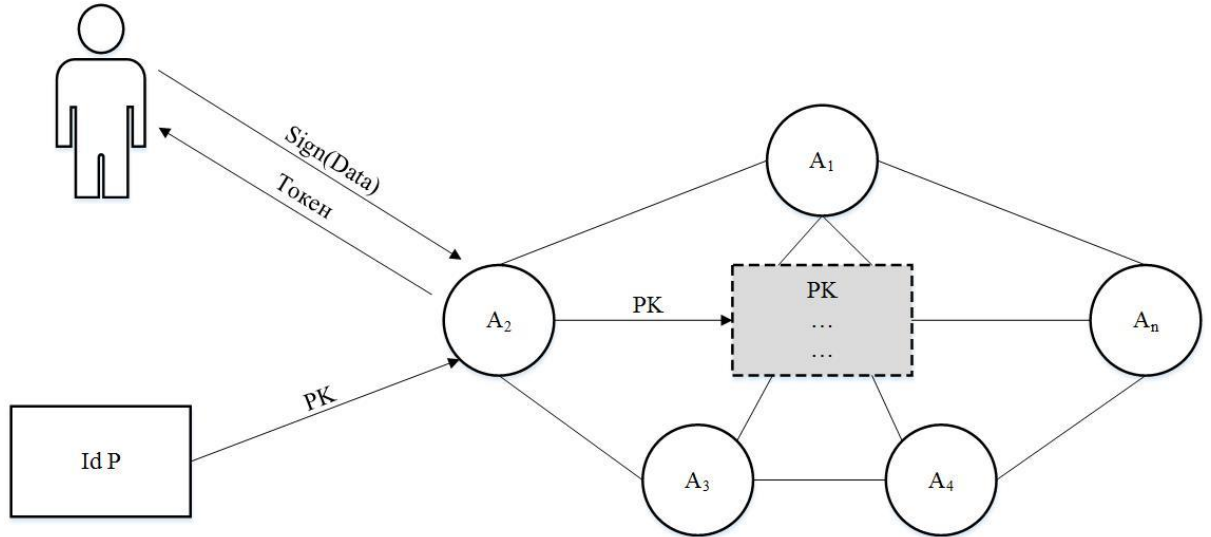 Sign(Data)
Токен
A₁
A₂
PK
PK
…
…
Aₙ
PK
Id P
A₃
A₄